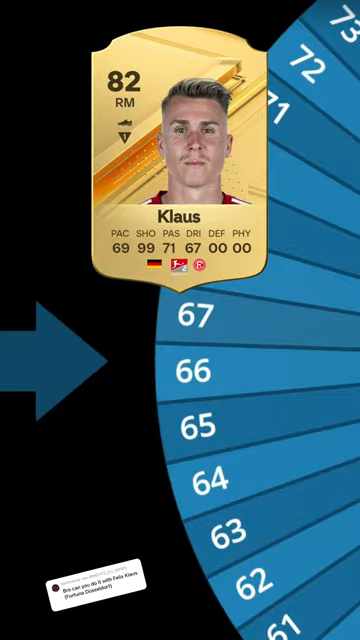 73
72
71
82
RM
Klaus
PAC SHO PAS DRI DEF PHY
69 99 71 67 00 00
67
66
65
64
63
62
61
Bro can you do it with Felix Klaus
(Fortuna Düsseldorf)